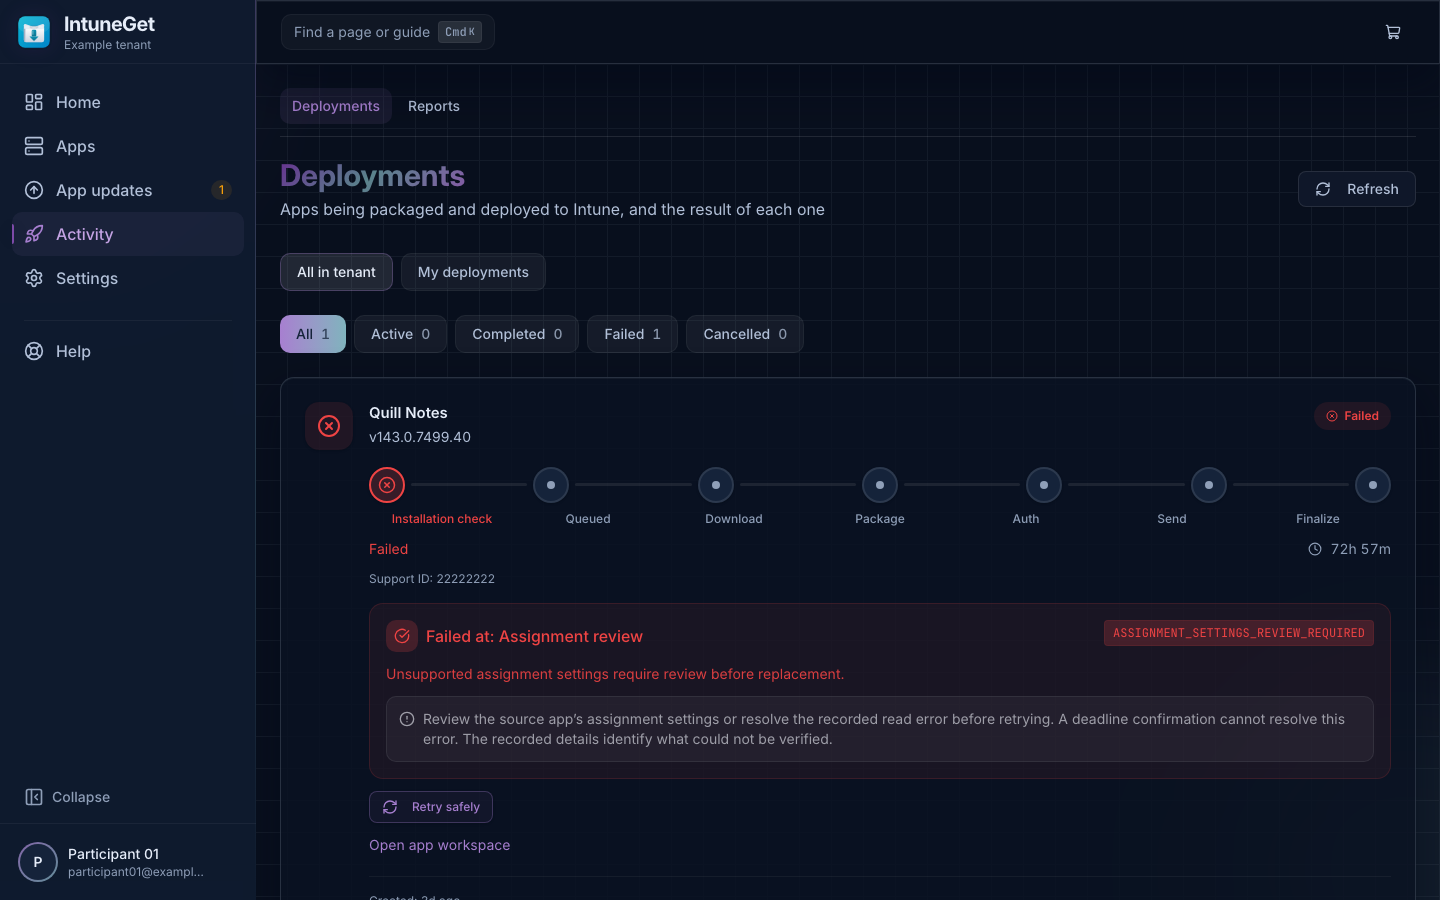 IntuneGet
Example tenant
Find a page or guide Cmd K
Home
Apps
App updates 1
Activity
Settings
Help
Collapse
P
Participant 01
participant01@exampl...
Deployments Reports
Deployments
Apps being packaged and deployed to Intune, and the result of each one
Refresh
All in tenant My deployments
All 1 Active 0 Completed 0 Failed 1 Cancelled 0
Quill Notes
v143.0.7499.40
Failed
Installation check Queued Download Package Auth Send Finalize
Failed 72h 57m
Support ID: 22222222
Failed at: Assignment review ASSIGNMENT_SETTINGS_REVIEW_REQUIRED
Unsupported assignment settings require review before replacement.
Review the source app's assignment settings or resolve the recorded read error before retrying. A deadline confirmation cannot resolve this
error. The recorded details identify what could not be verified.
Retry safely
Open app workspace
Created: 3d ago